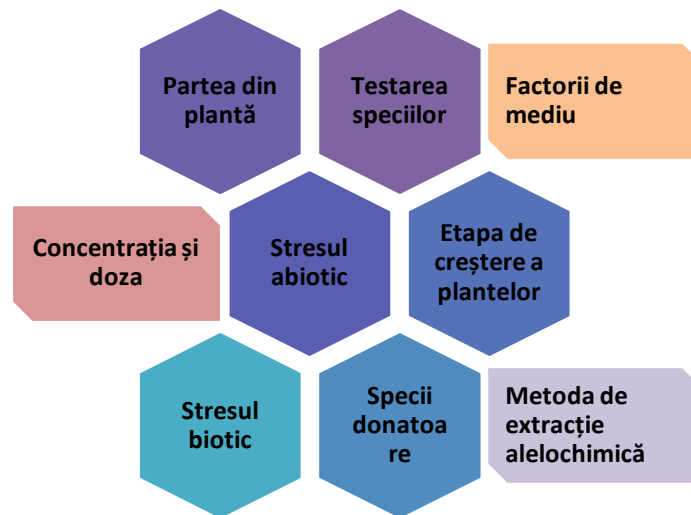 Partea din
plantă
Testarea
speciilor
Factorii de
mediu
Concentrația și
doza
Stresul
abiotic
Etapa de
creștere a
plantelor
Stresul
biotic
Specii
donatoa
re
Metoda de
extracție
alelochimică